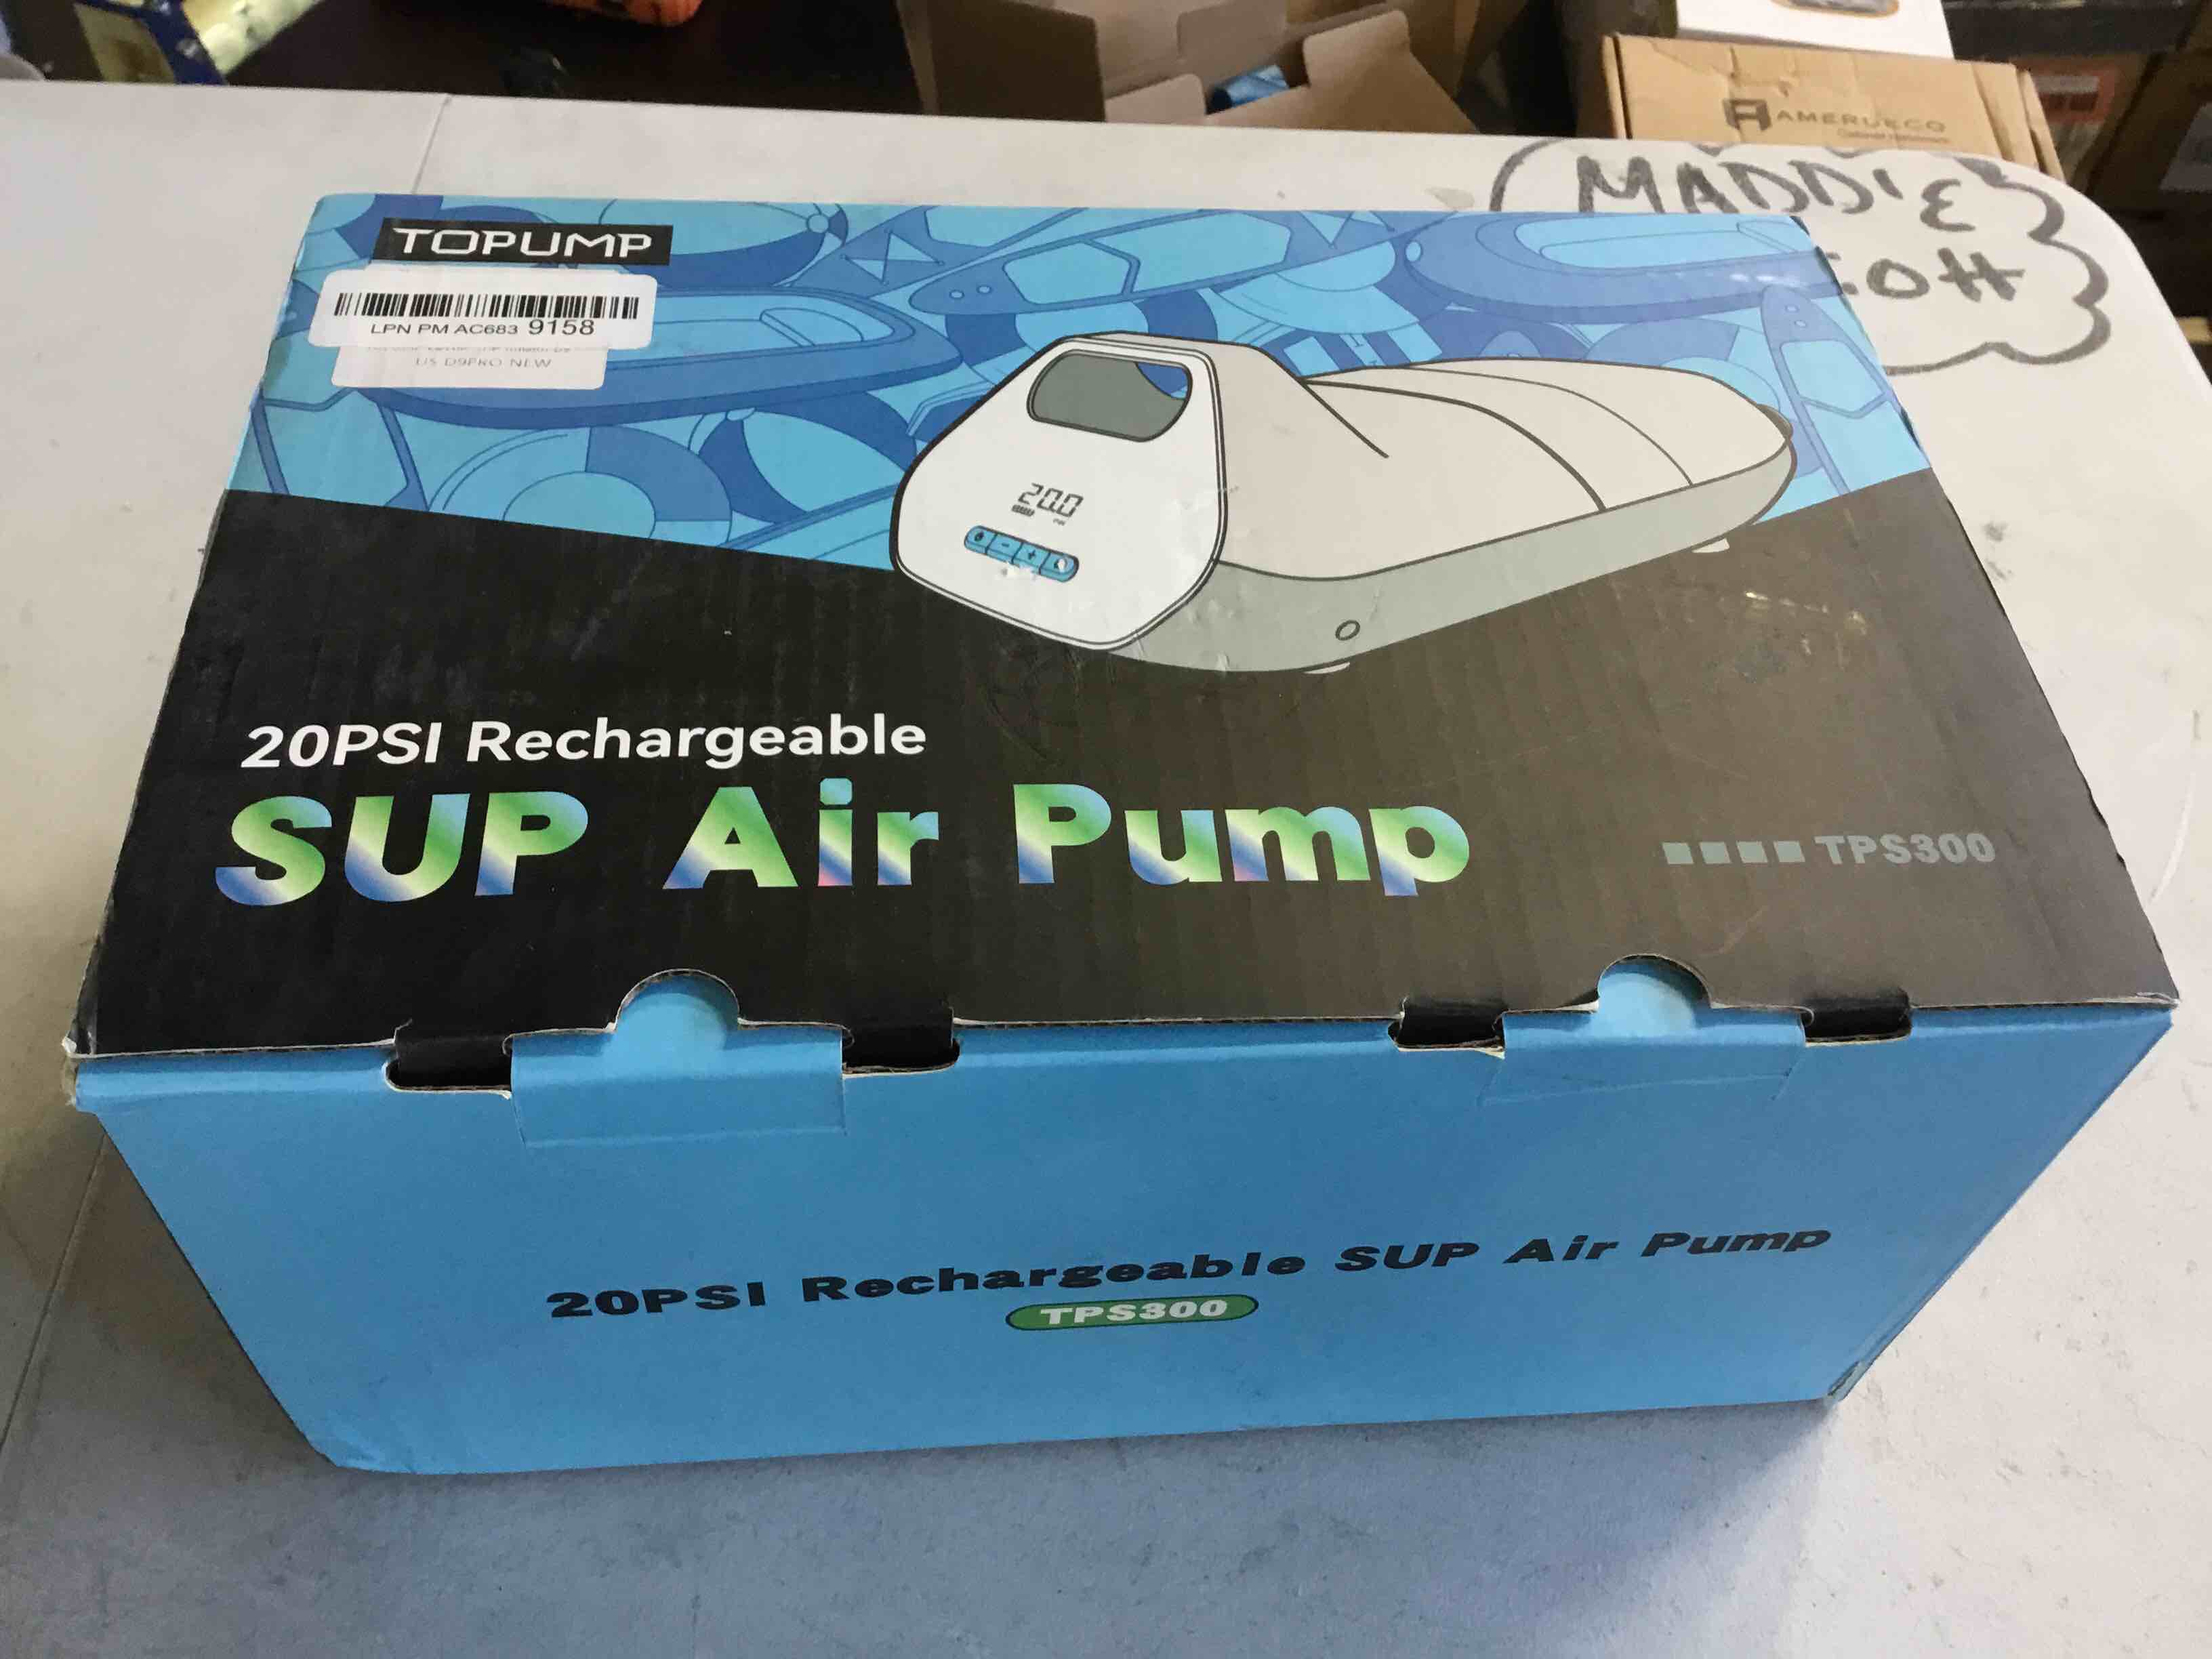 AMERLUCO
MADDIE
TOPUMP
LPN PM AC683 9158
US D9PRO NEW
20.0
20PSI Rechargeable
SUP Air Pump
TPS300
20PSI Rechargeable SUP Air Pump
TPS300